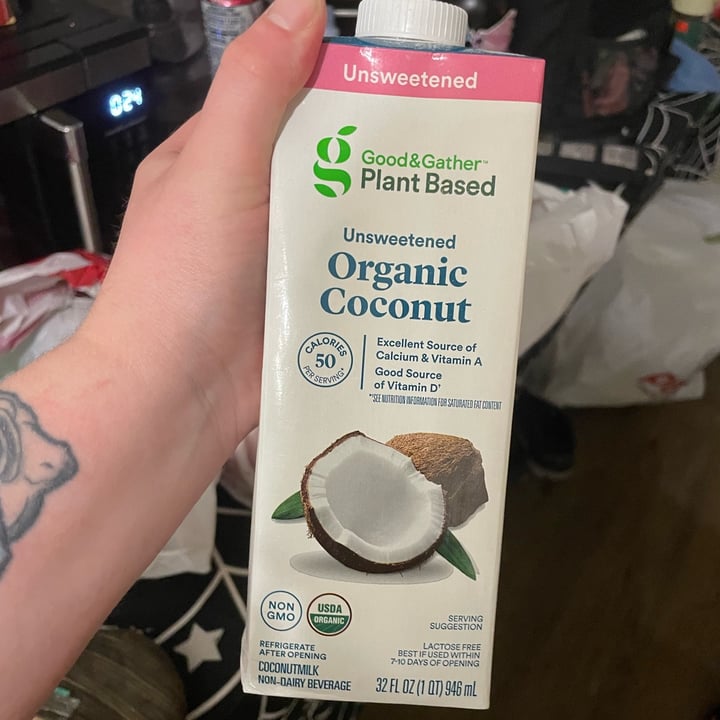 Unsweetened
Good&Gather™
Plant Based
Unsweetened
Organic
Coconut
CALORIES
50
PER SERVING*
Excellent Source of
Calcium & Vitamin A
Good Source
of Vitamin D*
*SEE NUTRITION INFORMATION FOR SATURATED FAT CONTENT
NON
GMO
USDA
ORGANIC
SERVING
SUGGESTION
REFRIGERATE
AFTER OPENING
LACTOSE FREE
BEST IF USED WITHIN
7-10 DAYS OF OPENING
COCONUTMILK
NON-DAIRY BEVERAGE
32 FL OZ (1 QT) 946 mL